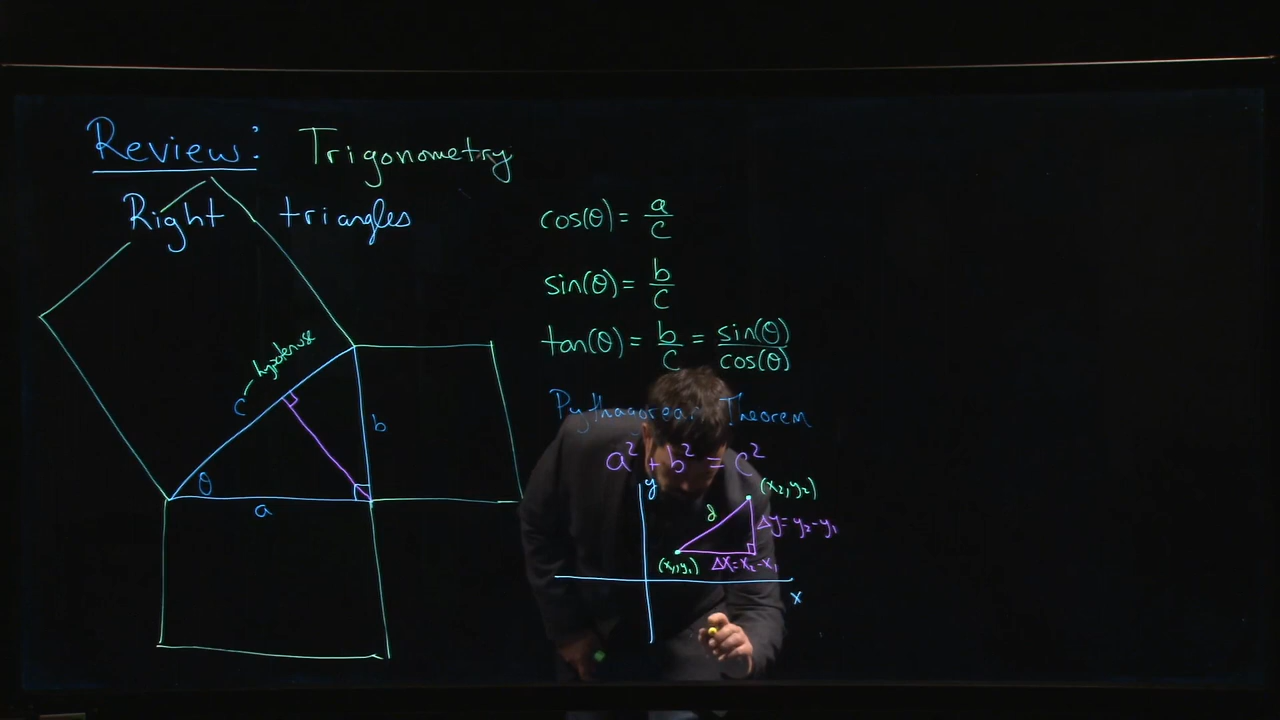 Review: Trigonometry
Right triangles
c hypotenuse
θ
a
b
cos(θ) = a/c
sin(θ) = b/c
tan(θ) = b/c = sin(θ)/cos(θ)
Pythagorean Theorem
a² + b² = c²
y
(x₂,y₂)
d
Δy = y₂-y₁
(x₁,y₁)
Δx = x₂-x₁
x